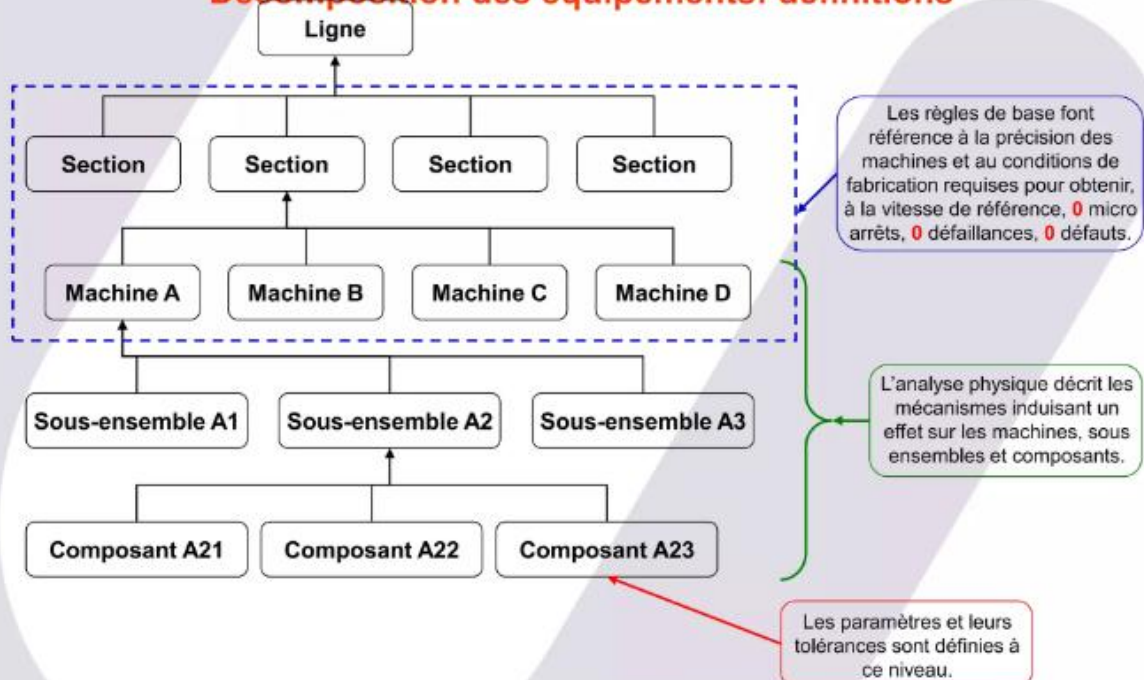 Décomposition des équipements: définitions
Ligne
Section
Section
Section
Section
Machine A
Machine B
Machine C
Machine D
Sous-ensemble A1
Sous-ensemble A2
Sous-ensemble A3
Composant A21
Composant A22
Composant A23
Les règles de base font
référence à la précision des
machines et au conditions de
fabrication requises pour obtenir,
à la vitesse de référence, 0 micro
arrêts, 0 défaillances, 0 défauts.
L'analyse physique décrit les
mécanismes induisant un
effet sur les machines, sous
ensembles et composants.
Les paramètres et leurs
tolérances sont définies à
ce niveau.